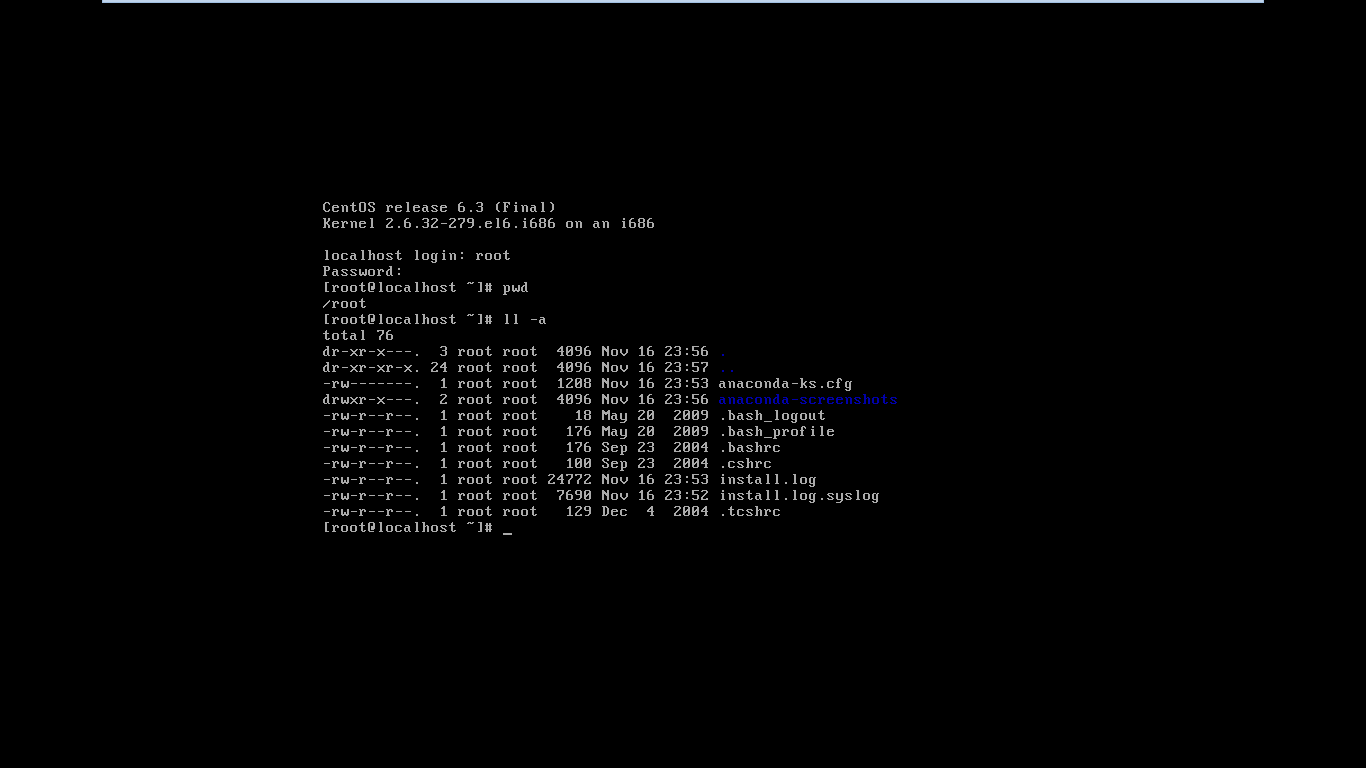 CentOS release 6.3 (Final)
Kernel 2.6.32-279.el6.i686 on an i686
localhost login: root
Password:
[root@localhost ~]# pwd
/root
[root@localhost ~]# ll -a
total 76
dr-xr-x---.  3 root root  4096 Nov 16 23:56 .
dr-xr-xr-x. 24 root root  4096 Nov 16 23:57 ..
-rw-------.  1 root root  1208 Nov 16 23:53 anaconda-ks.cfg
drwxr-x---.  2 root root  4096 Nov 16 23:56 anaconda-screenshots
-rw-r--r--.  1 root root    18 May 20  2009 .bash_logout
-rw-r--r--.  1 root root   176 May 20  2009 .bash_profile
-rw-r--r--.  1 root root   176 Sep 23  2004 .bashrc
-rw-r--r--.  1 root root   100 Sep 23  2004 .cshrc
-rw-r--r--.  1 root root 24772 Nov 16 23:53 install.log
-rw-r--r--.  1 root root  7690 Nov 16 23:52 install.log.syslog
-rw-r--r--.  1 root root   129 Dec  4  2004 .tcshrc
[root@localhost ~]# _